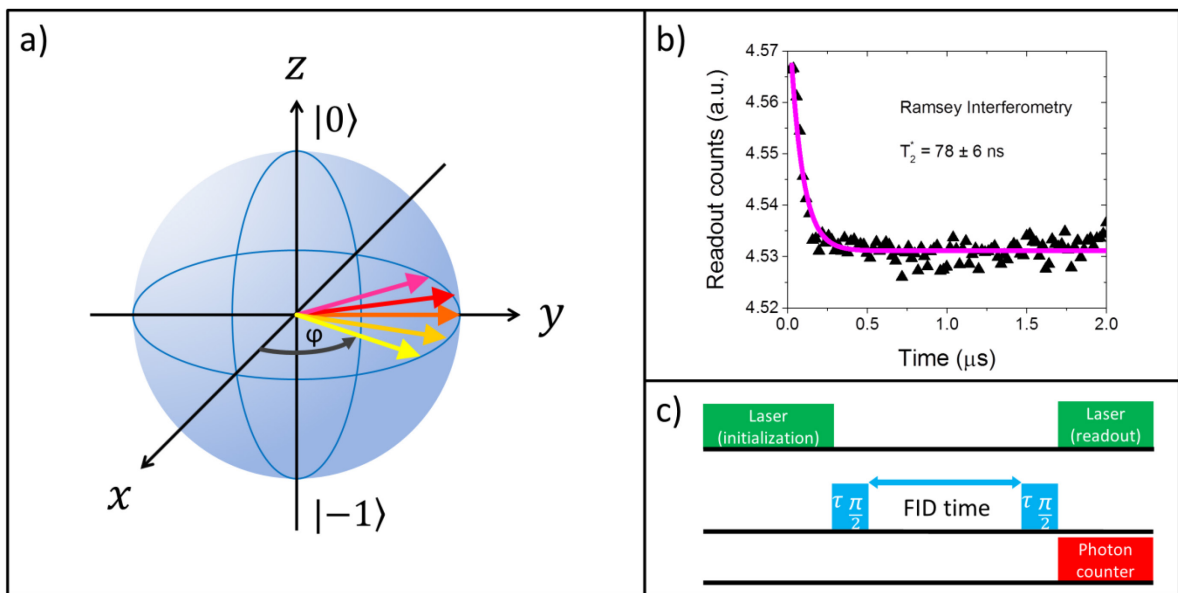 a)
z
|0⟩
y
φ
x
|−1⟩
b)
4.57
4.56
4.55
4.54
4.53
4.52
Readout counts (a.u.)
Ramsey Interferometry
T₂* = 78 ± 6 ns
0.0 0.5 1.0 1.5 2.0
Time (μs)
c)
Laser
(initialization)
Laser
(readout)
τ π/2
FID time
τ π/2
Photon
counter